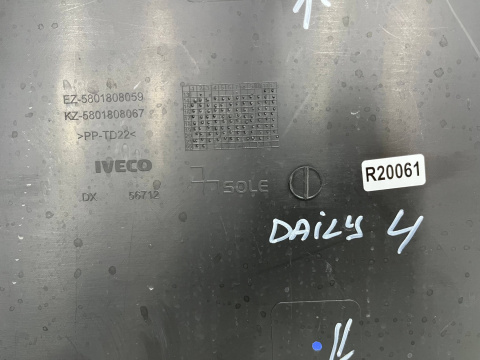 EZ-5801808059
KZ-5801808067
>PP-TD22<
IVECO
SOLE
R20061
DX 56712
DAILY 4